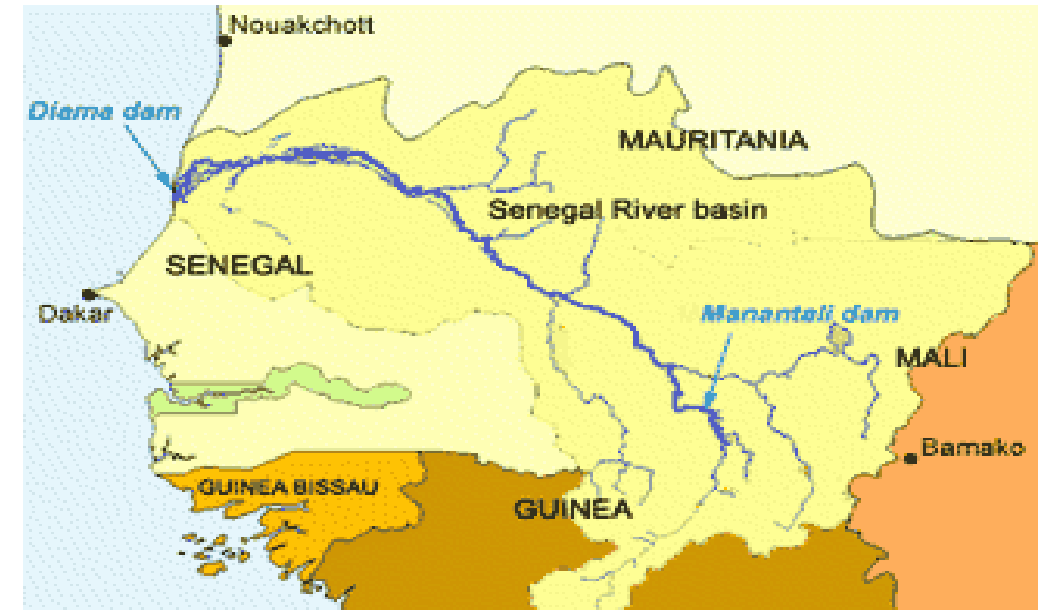 Nouakchott
Diama dam
MAURITANIA
Senegal River basin
SENEGAL
Dakar
Manantali dam
MALI
Bamako
GUINEA BISSAU
GUINEA